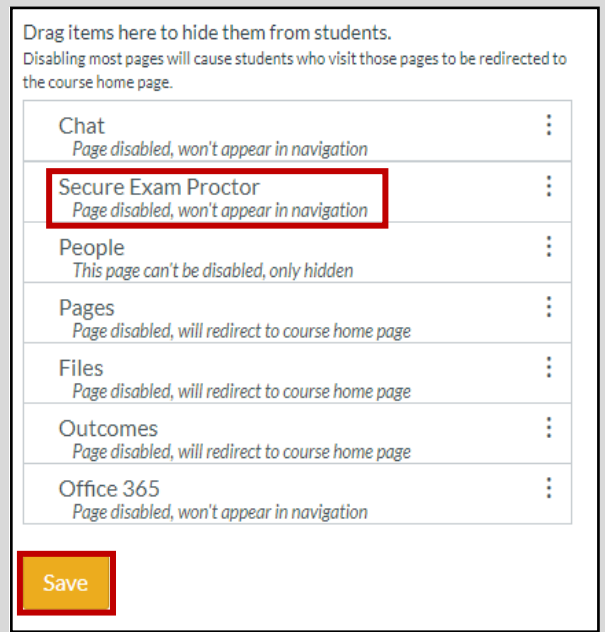 Drag items here to hide them from students.
Disabling most pages will cause students who visit those pages to be redirected to
the course home page.
Chat
Page disabled, won't appear in navigation
Secure Exam Proctor
Page disabled, won't appear in navigation
People
This page can't be disabled, only hidden
Pages
Page disabled, will redirect to course home page
Files
Page disabled, will redirect to course home page
Outcomes
Page disabled, will redirect to course home page
Office 365
Page disabled, won't appear in navigation
Save